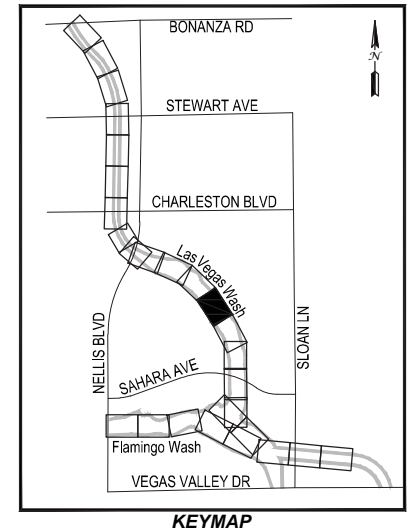 BONANZA RD
N
STEWART AVE
CHARLESTON BLVD
Las Vegas Wash
NELLIS BLVD
SLOAN LN
SAHARA AVE
Flamingo Wash
VEGAS VALLEY DR
KEYMAP